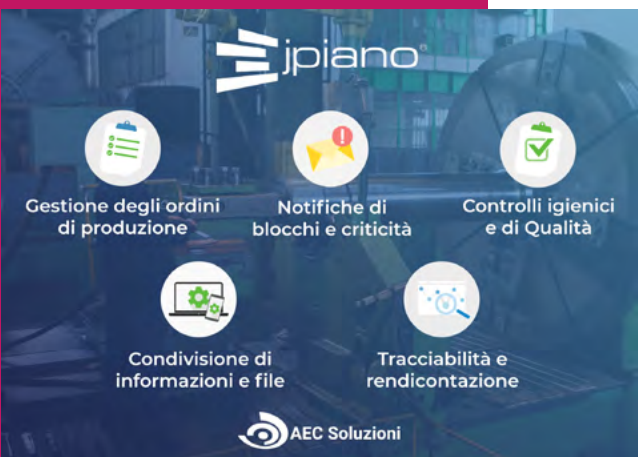 jpiano
Gestione degli ordini
di produzione
Notifiche di
blocchi e criticità
Controlli igienici
e di Qualità
Condivisione di
informazioni e file
Tracciabilità e
rendicontazione
AEC Soluzioni